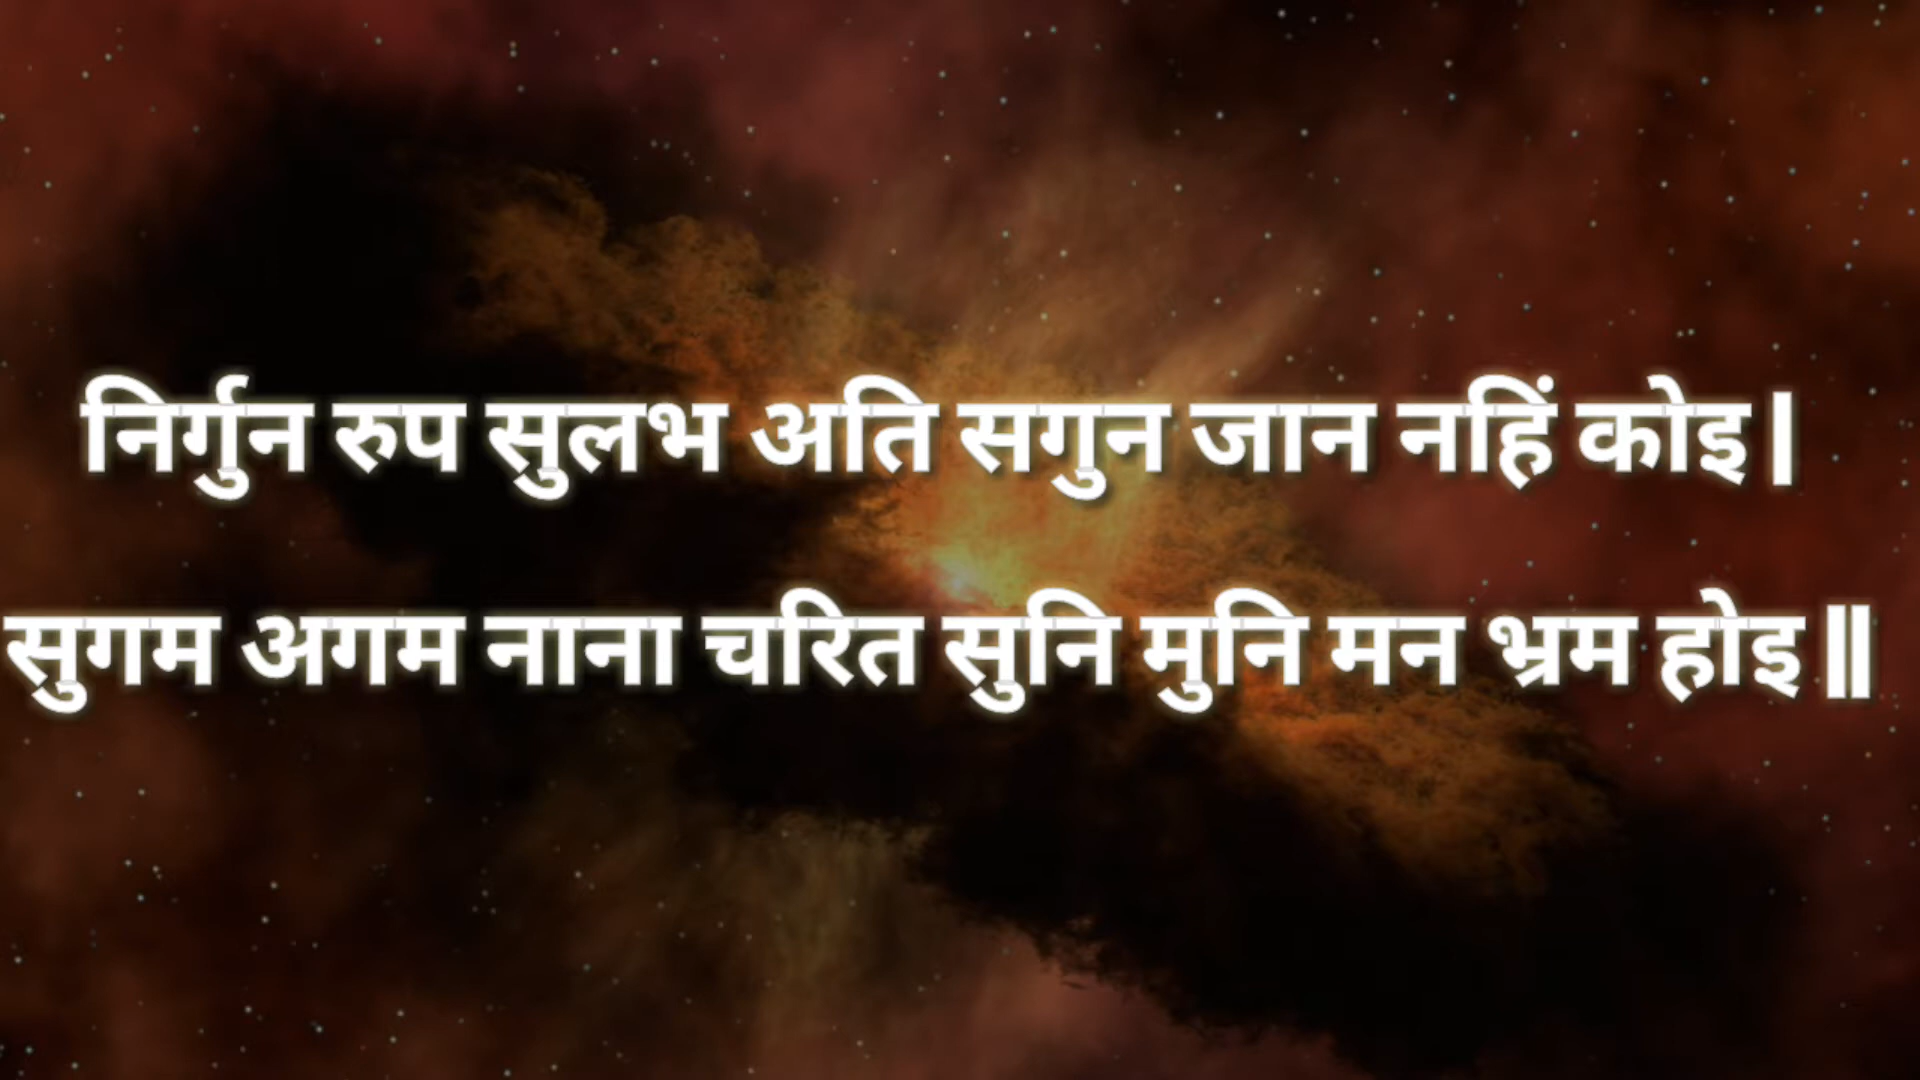 निर्गुन रुप सुलभ अति सगुन जान नहिं कोइ।
सुगम अगम नाना चरित सुनि मुनि मन भ्रम होइ॥